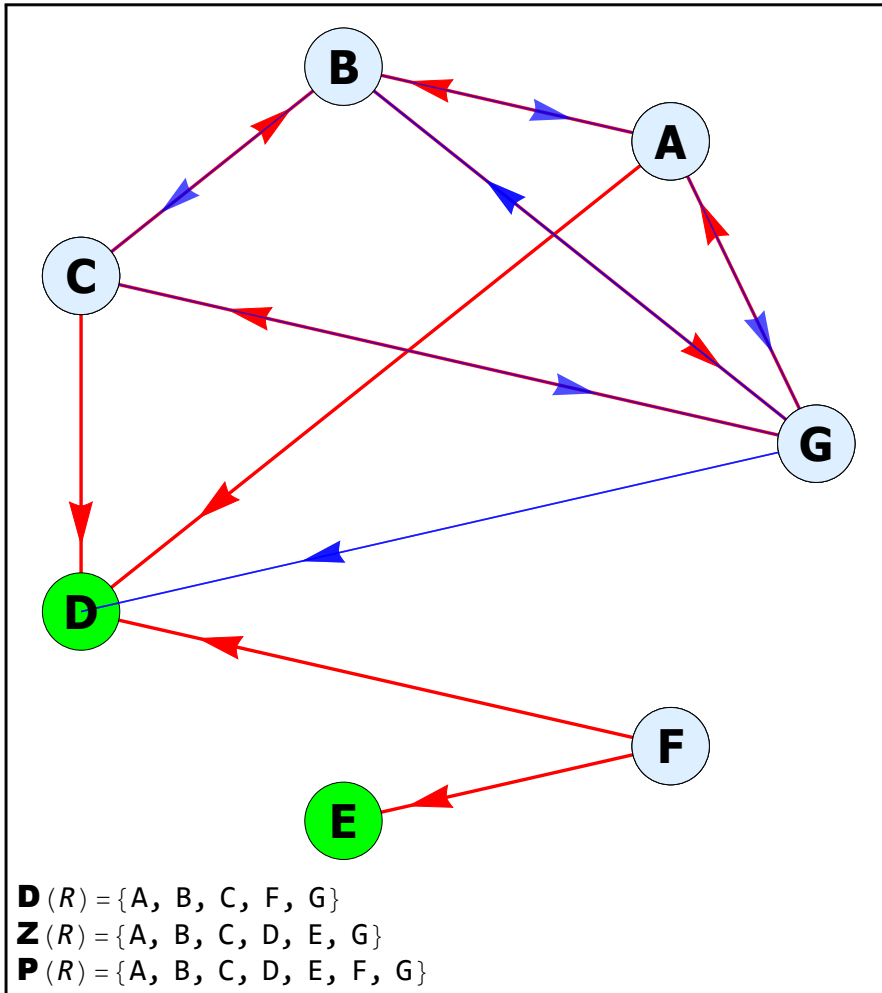 B
A
C
G
D
F
E
D(R)={A, B, C, F, G}
Z(R)={A, B, C, D, E, G}
P(R)={A, B, C, D, E, F, G}